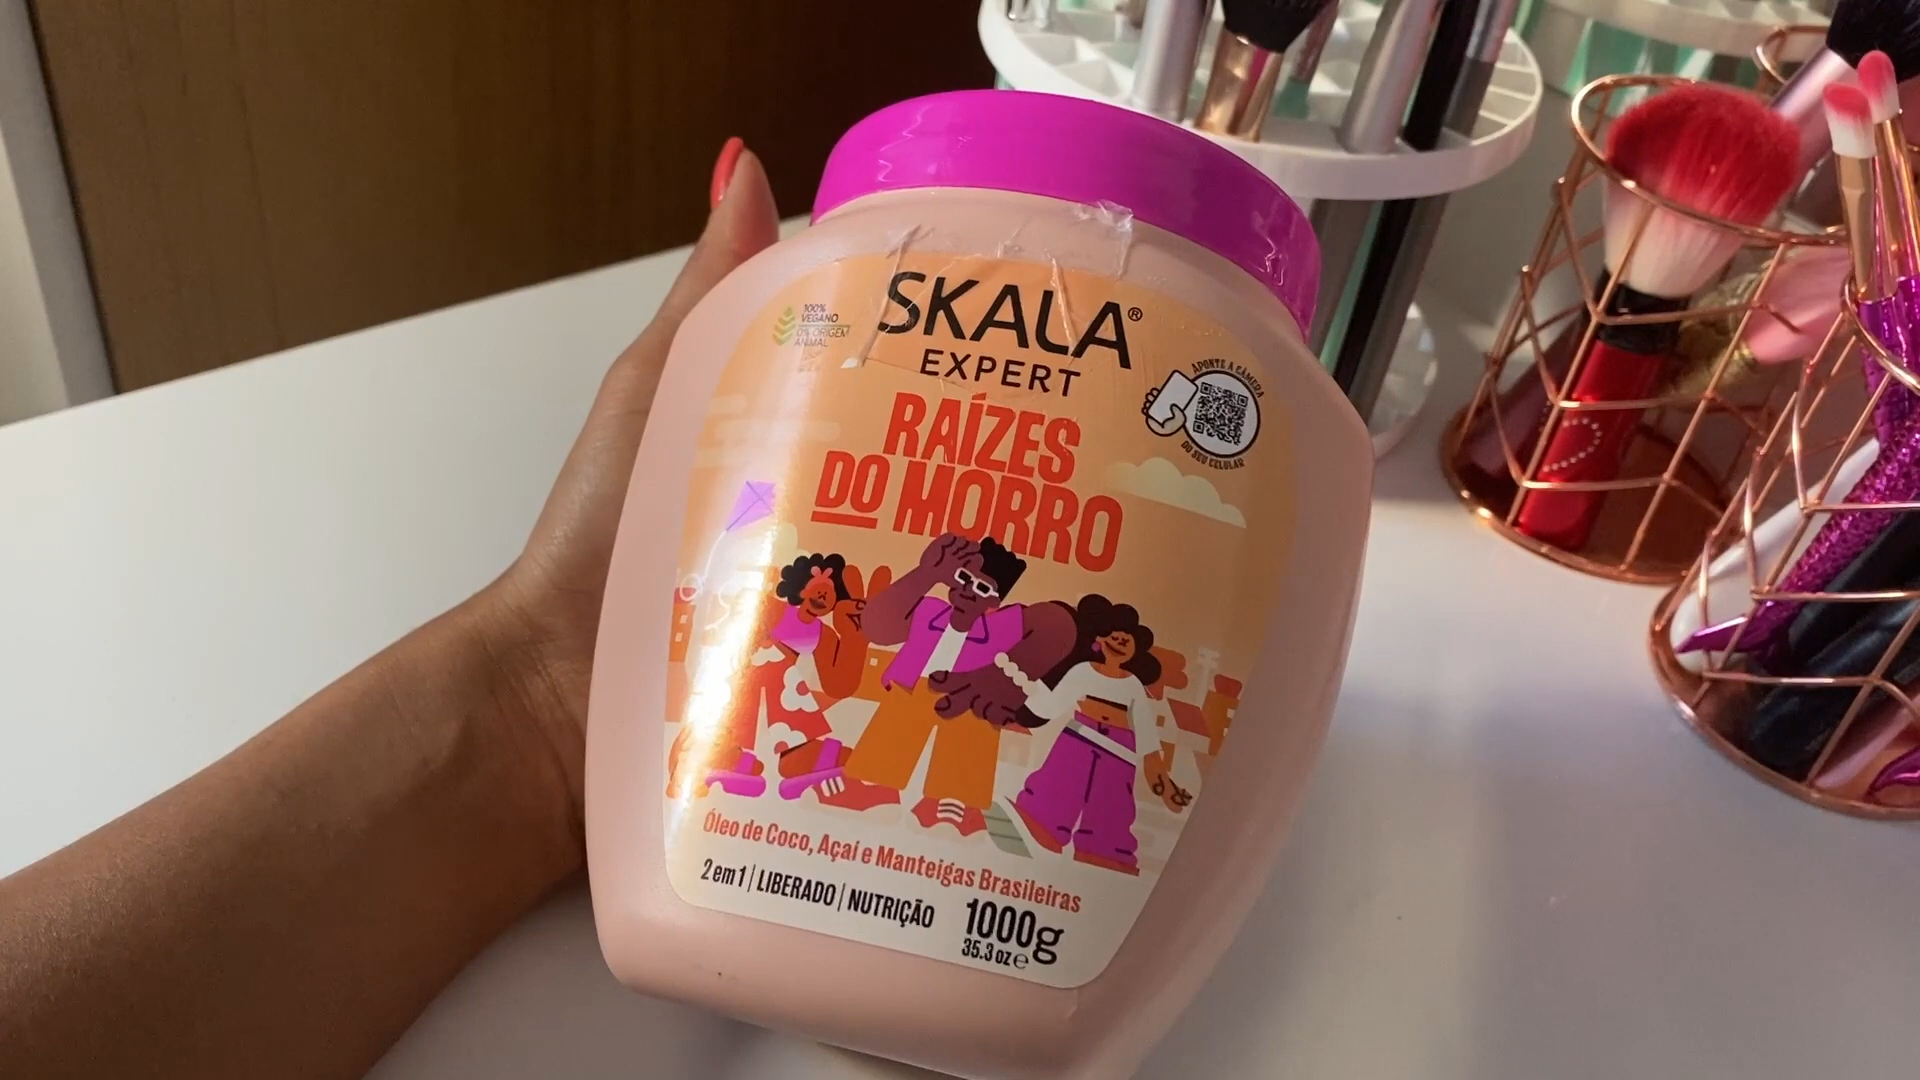 SKALA®
EXPERT
100%
VEGANO
0% ORIGEM
ANIMAL
APONTE A CÂMERA
DO SEU CELULAR
RAÍZES
DO MORRO
Óleo de Coco, Açaí e Manteigas Brasileiras
2 em 1 | LIBERADO | NUTRIÇÃO
1000g
35.3 oz ℮